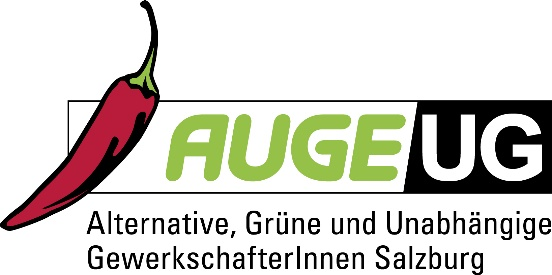 AUGE UG
Alternative, Grüne und Unabhängige
GewerkschafterInnen Salzburg